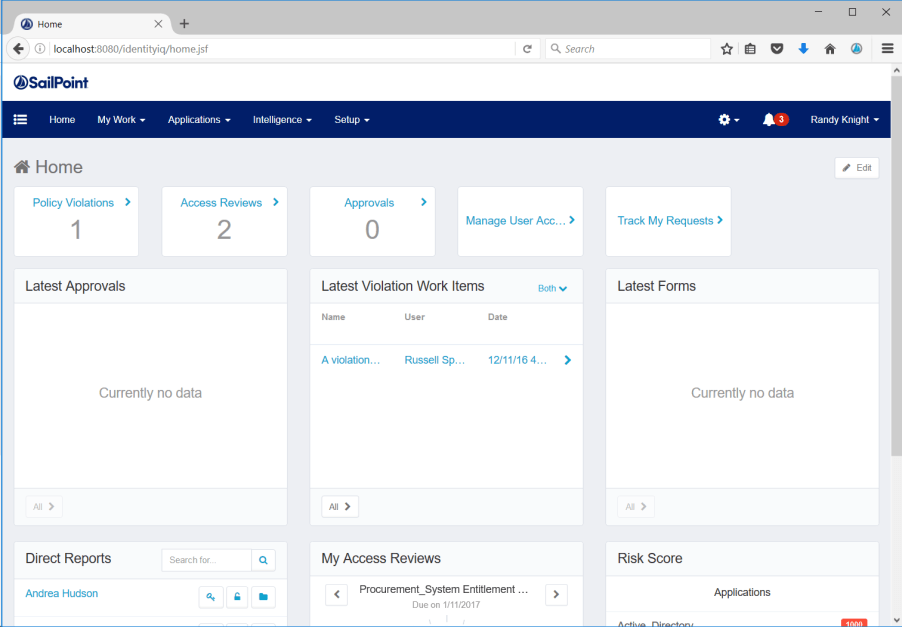 Home
localhost:8080/identityiq/home.jsf
Search
SailPoint
Home My Work Applications Intelligence Setup 3 Randy Knight
Home
Edit
Policy Violations
1
Access Reviews
2
Approvals
0
Manage User Acc...
Track My Requests
Latest Approvals
Currently no data
All
Latest Violation Work Items
Both
Name User Date
A violation... Russell Sp... 12/11/16 4...
All
Latest Forms
Currently no data
All
Direct Reports
Search for...
Andrea Hudson
My Access Reviews
Procurement_System Entitlement ...
Due on 1/11/2017
Risk Score
Applications
Active_Directory 1000